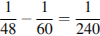 1/48 − 1/60 = 1/240